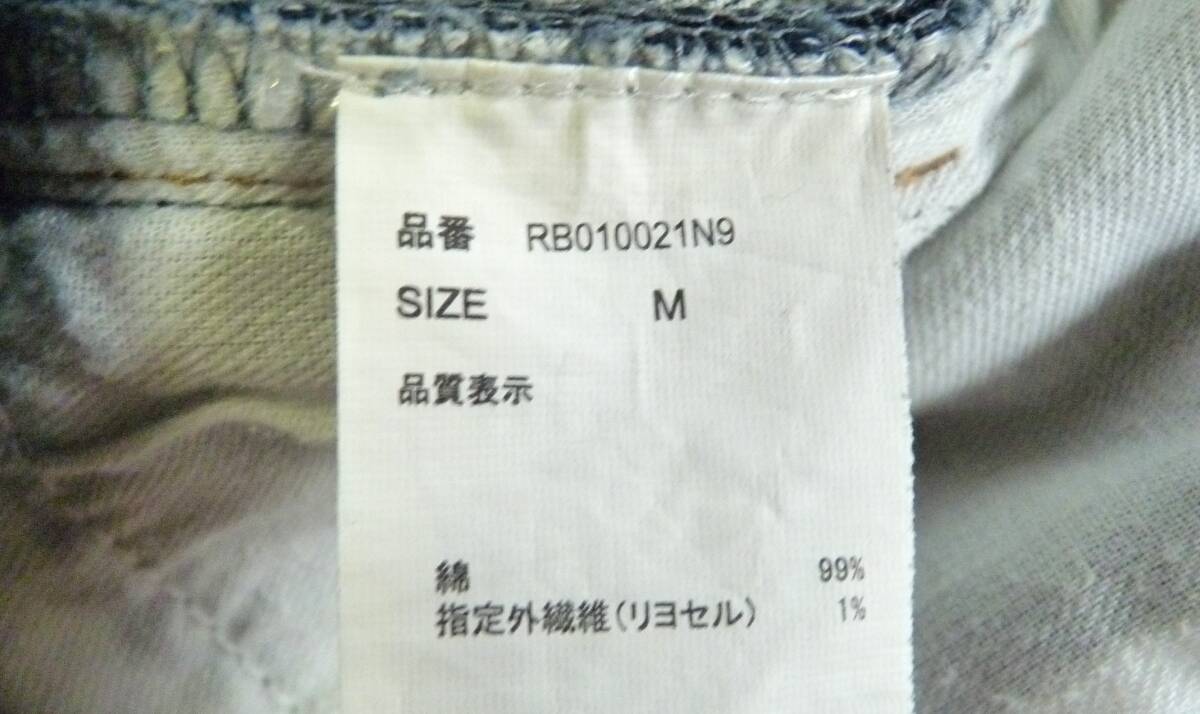 品番 RB010021N9
SIZE M
品質表示
綿 99%
指定外繊維(リヨセル) 1%